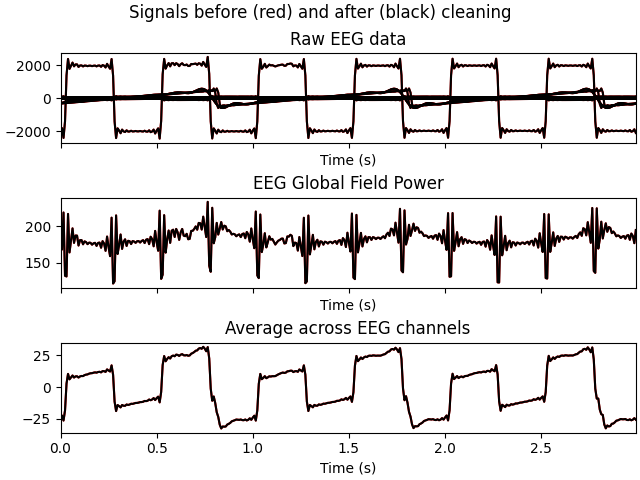 Signals before (red) and after (black) cleaning
Raw EEG data
2000
0
−2000
Time (s)
EEG Global Field Power
200
150
Time (s)
Average across EEG channels
25
0
−25
0.0 0.5 1.0 1.5 2.0 2.5
Time (s)